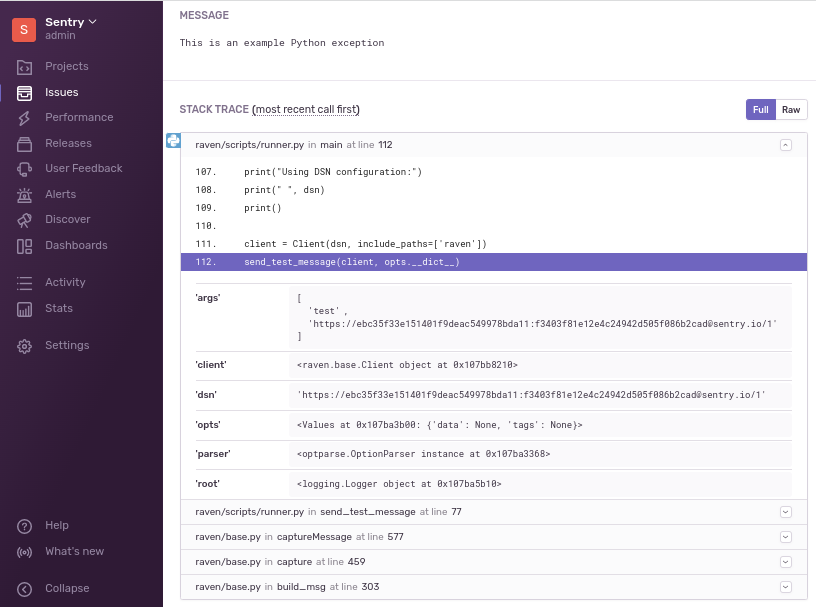 S
Sentry
admin
Projects
Issues
Performance
Releases
User Feedback
Alerts
Discover
Dashboards
Activity
Stats
Settings
Help
What's new
Collapse
MESSAGE
This is an example Python exception
STACK TRACE (most recent call first)
Full Raw
raven/scripts/runner.py in main at line 112
107. print("Using DSN configuration:")
108. print(" ", dsn)
109. print()
110.
111. client = Client(dsn, include_paths=['raven'])
112. send_test_message(client, opts.__dict__)
'args' [
'test',
'https://ebc35f33e151401f9deac549978bda11:f3403f81e12e4c24942d505f086b2cad@sentry.io/1'
]
'client' <raven.base.Client object at 0x107bb8210>
'dsn' 'https://ebc35f33e151401f9deac549978bda11:f3403f81e12e4c24942d505f086b2cad@sentry.io/1'
'opts' <Values at 0x107ba3b00: {'data': None, 'tags': None}>
'parser' <optparse.OptionParser instance at 0x107ba3368>
'root' <logging.Logger object at 0x107ba5b10>
raven/scripts/runner.py in send_test_message at line 77
raven/base.py in captureMessage at line 577
raven/base.py in capture at line 459
raven/base.py in build_msg at line 303